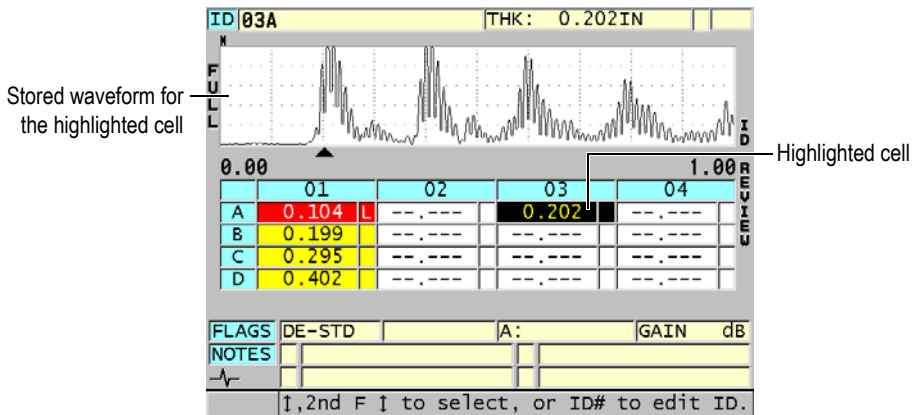 ID 03A THK: 0.202IN
M
FULL
Stored waveform for
the highlighted cell
ID REVIEW
Highlighted cell
0.00 1.00
01 02 03 04
A 0.104 L --.--- 0.202 --.---
B 0.199 --.--- --.--- --.---
C 0.295 --.--- --.--- --.---
D 0.402 --.--- --.--- --.---
FLAGS DE-STD A: GAIN dB
NOTES
↕,2nd F ↕ to select, or ID# to edit ID.